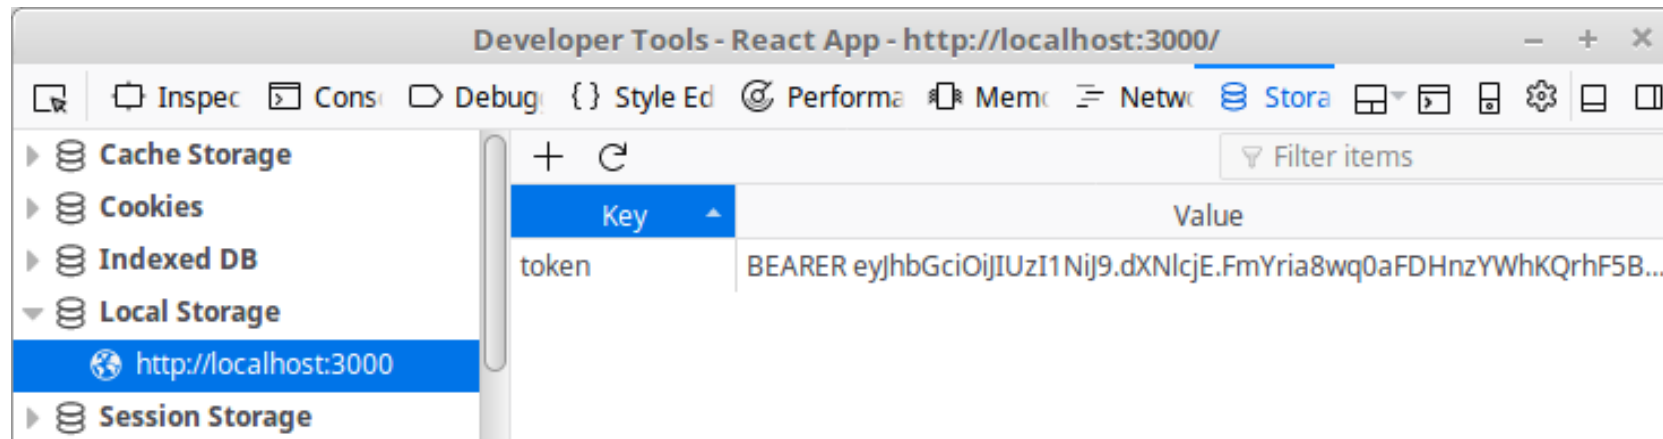 Developer Tools - React App - http://localhost:3000/
Inspec Cons Debug Style Ed Performa Memo Netw Stora
Cache Storage
Cookies
Indexed DB
Local Storage
http://localhost:3000
Session Storage
Filter items
Key Value
token BEARER eyJhbGciOiJIUzI1NiJ9.dXNlcjE.FmYria8wq0aFDHnzYWhKQrhF5B...